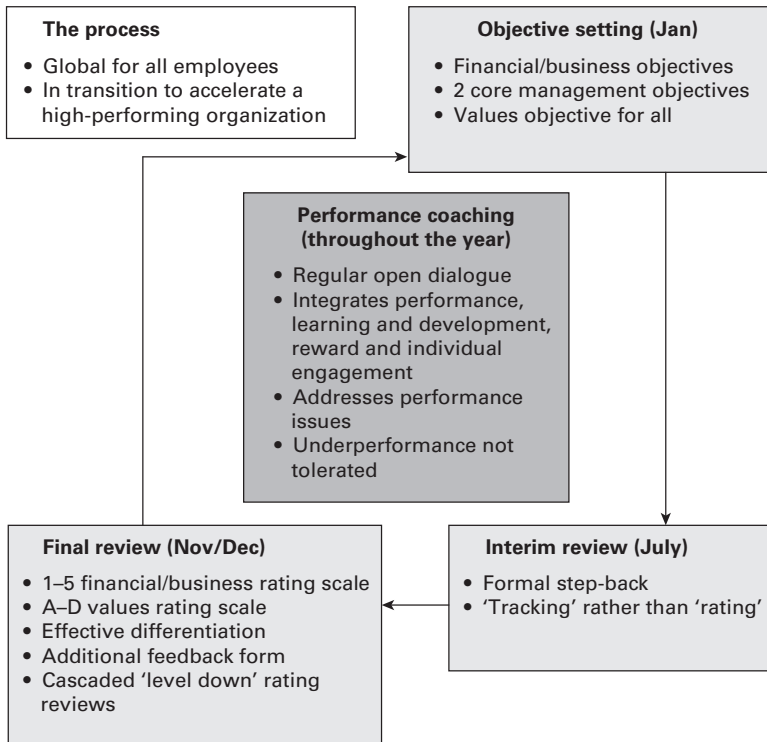 The process
• Global for all employees
• In transition to accelerate a
high-performing organization
Objective setting (Jan)
• Financial/business objectives
• 2 core management objectives
• Values objective for all
Performance coaching
(throughout the year)
• Regular open dialogue
• Integrates performance,
learning and development,
reward and individual
engagement
• Addresses performance
issues
• Underperformance not
tolerated
Final review (Nov/Dec)
• 1–5 financial/business rating scale
• A–D values rating scale
• Effective differentiation
• Additional feedback form
• Cascaded ‘level down’ rating
reviews
Interim review (July)
• Formal step-back
• ‘Tracking’ rather than ‘rating’